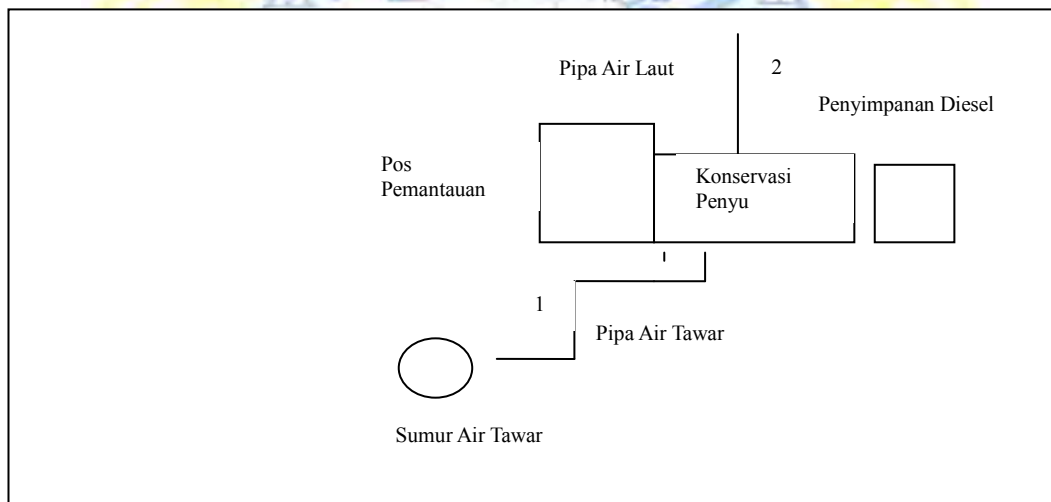 Pipa Air Laut
2
Penyimpanan Diesel
Pos
Pemantauan
Konservasi
Penyu
1
Pipa Air Tawar
Sumur Air Tawar